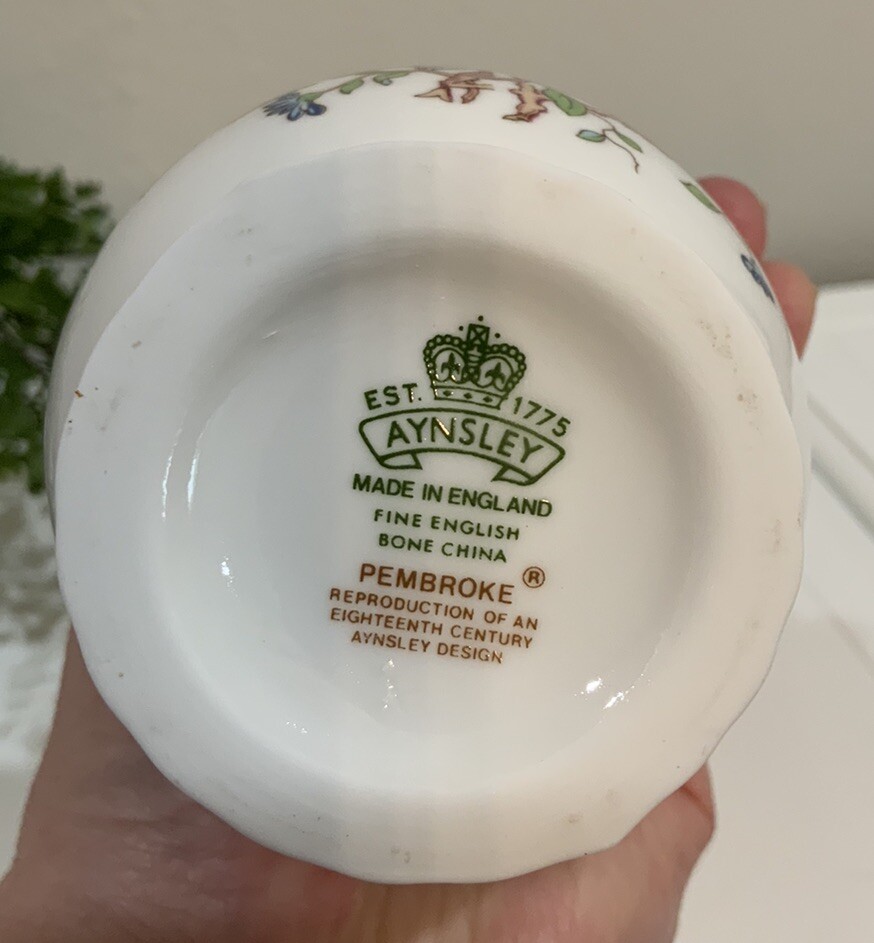 EST. 1775
AYNSLEY
MADE IN ENGLAND
FINE ENGLISH
BONE CHINA
PEMBROKE ®
REPRODUCTION OF AN
EIGHTEENTH CENTURY
AYNSLEY DESIGN